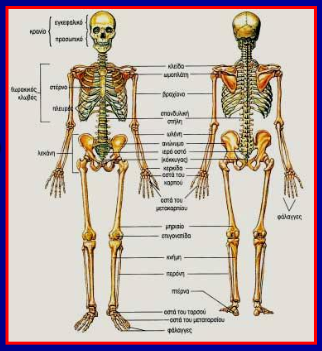 κρανίο
εγκεφαλικό
προσωπικό
θωρακικός
κλωβός
στέρνο
πλευρές
λεκάνη
κλείδα
ωμοπλάτη
βραχίονα
σπονδυλική
στήλη
ωλένη
ανώνυμο
ιερό οστό
(κόκκυγας)
κερκίδα
οστά του
καρπού
οστά του
μετακαρπίου
μηριαίο
επιγονατίδα
κνήμη
περόνη
πτέρνα
οστά του ταρσού
οστά του μεταταρσίου
φάλαγγες
φάλαγγες